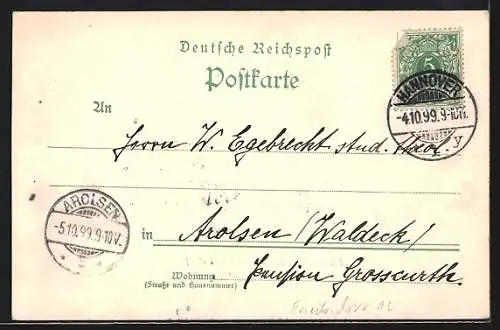 Deutsche Reichspost
Postkarte
5
HANNOVER
-4.10.99.9-10N.
y
An
Herrn W. Egebrecht stud. theol.
AROLSEN
-5.10.99.9-10V.
in Arolsen (Waldeck)
Wohnung
(Straße und Hausnummer)
Pension Grosscurth.